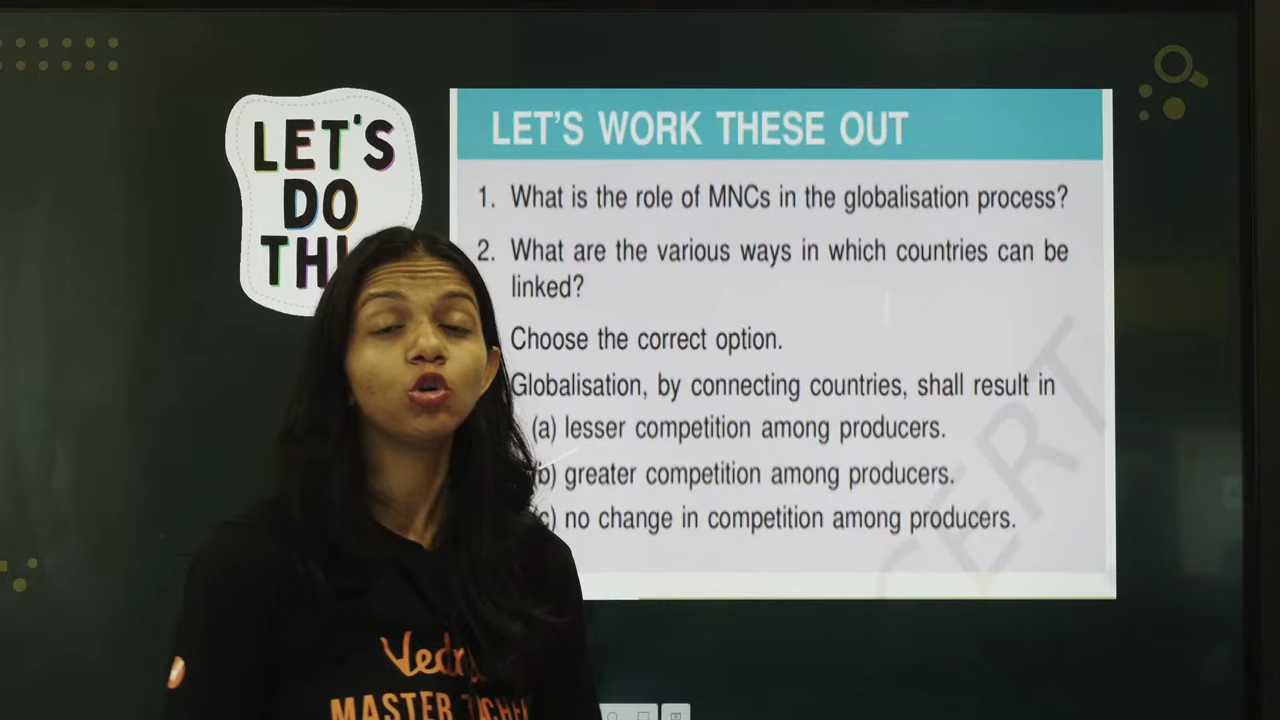 LET'S
DO
LET'S WORK THESE OUT
1. What is the role of MNCs in the globalisation process?
2. What are the various ways in which countries can be
linked?
Choose the correct option.
Globalisation, by connecting countries, shall result in
(a) lesser competition among producers.
(b) greater competition among producers.
(c) no change in competition among producers.
MASTER